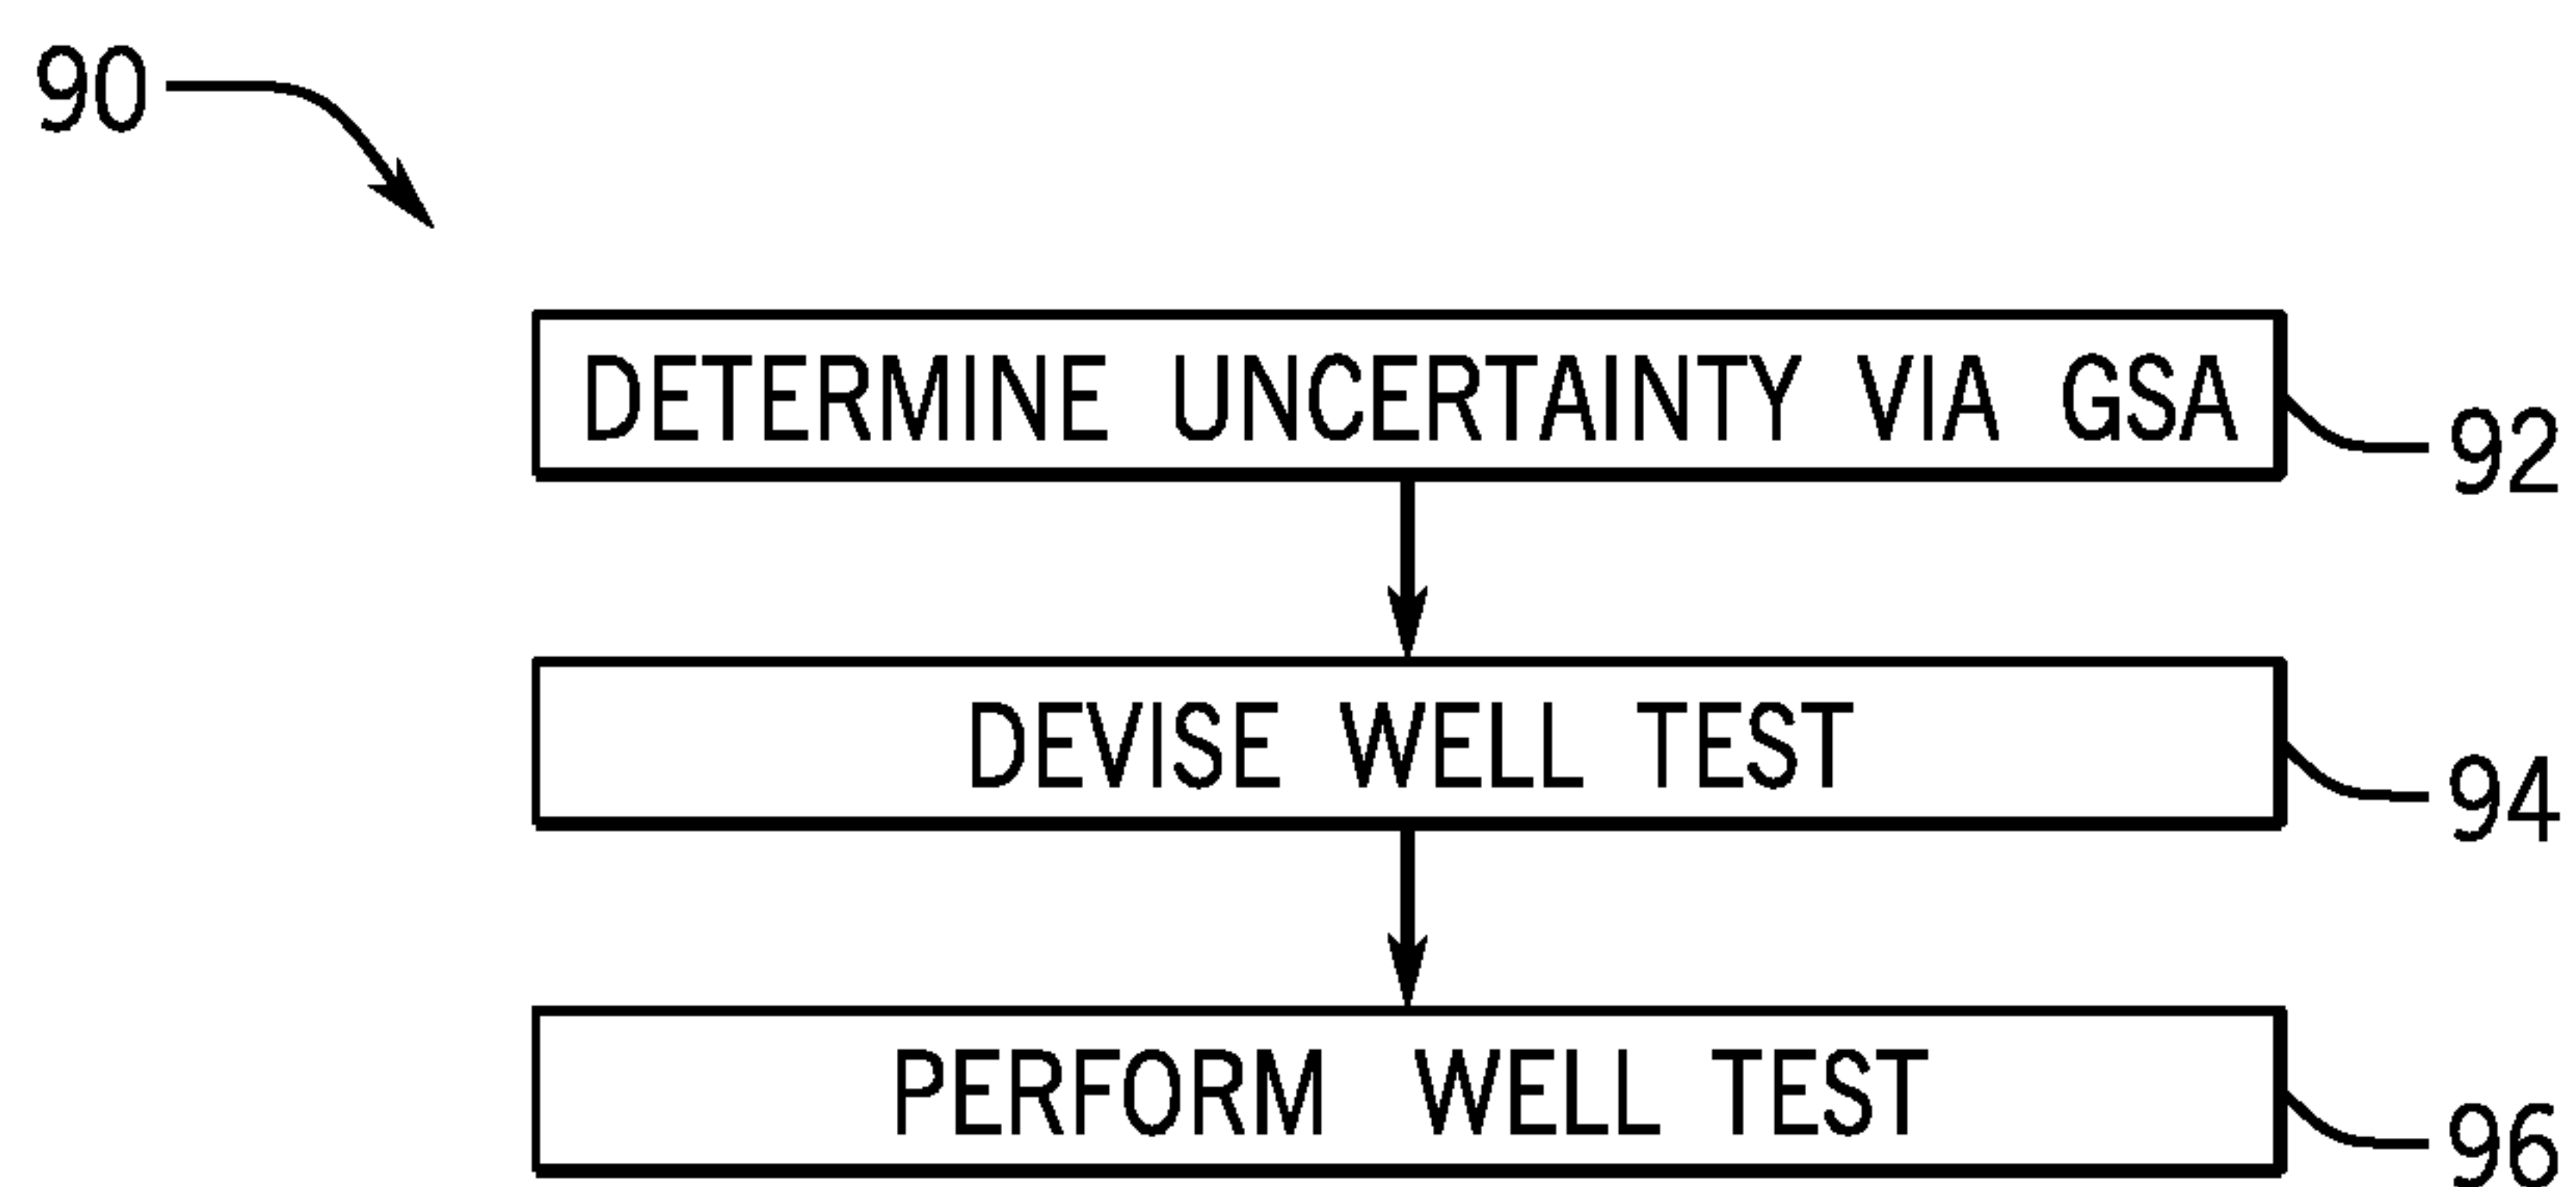 90
DETERMINE UNCERTAINTY VIA GSA
92
DEVISE WELL TEST
94
PERFORM WELL TEST
96